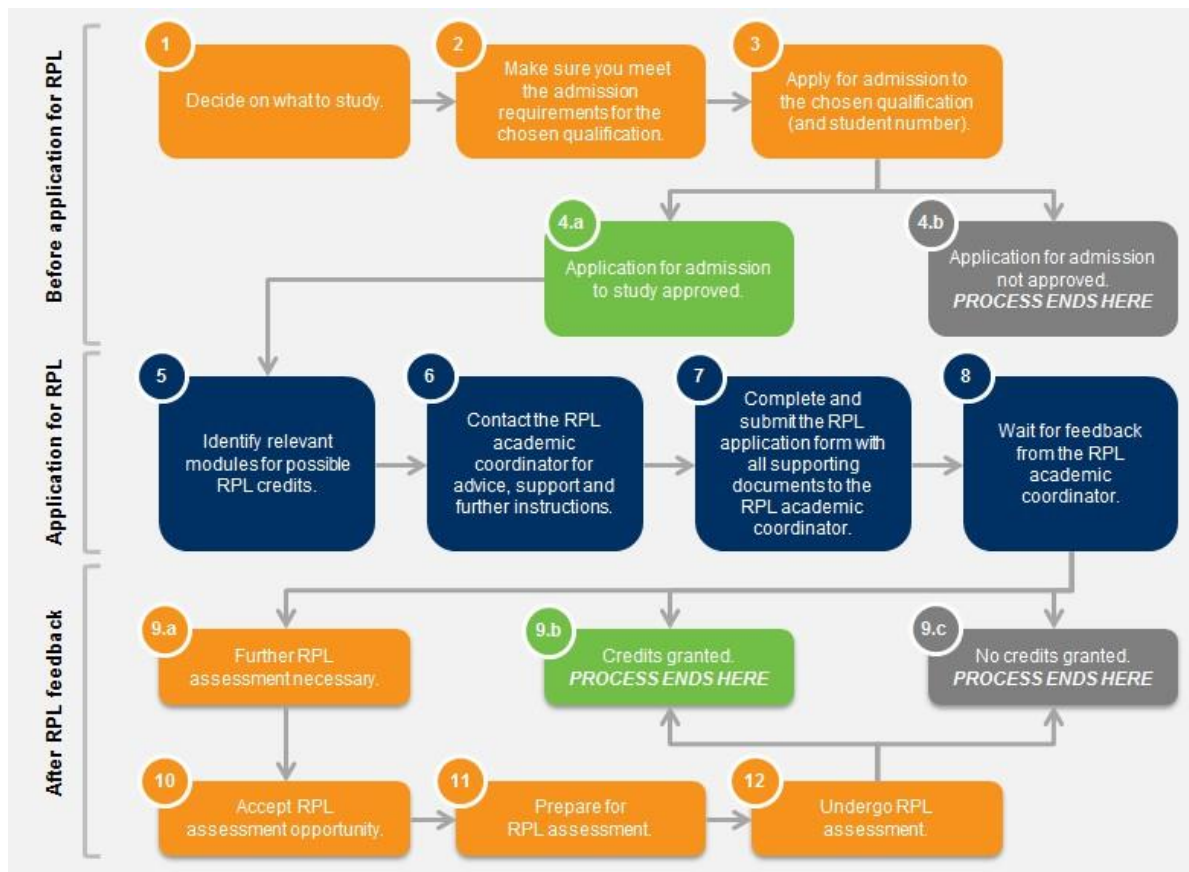 Before application for RPL
1
Decide on what to study.
2
Make sure you meet
the admission
requirements for the
chosen qualification.
3
Apply for admission to
the chosen qualification
(and student number).
4.a
Application for admission
to study approved.
4.b
Application for admission
not approved.
PROCESS ENDS HERE
Application for RPL
5
Identify relevant
modules for possible
RPL credits.
6
Contact the RPL
academic
coordinator for
advice, support and
further instructions.
7
Complete and
submit the RPL
application form with
all supporting
documents to the
RPL academic
coordinator.
8
Wait for feedback
from the RPL
academic
coordinator.
After RPL feedback
9.a
Further RPL
assessment necessary.
9.b
Credits granted.
PROCESS ENDS HERE
9.c
No credits granted.
PROCESS ENDS HERE
10
Accept RPL
assessment opportunity.
11
Prepare for
RPL assessment.
12
Undergo RPL
assessment.